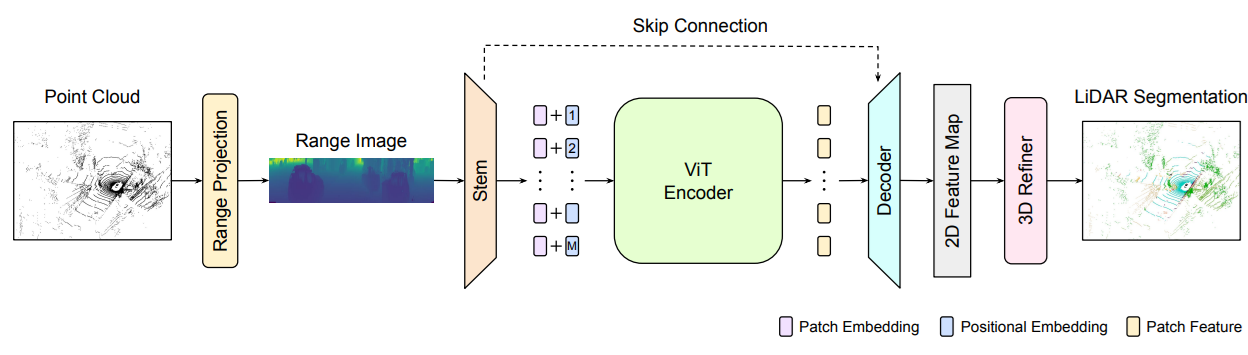 Skip Connection
Point Cloud
Range Projection
Range Image
Stem
+ 1
+ 2
+
+ M
ViT
Encoder
Decoder
2D Feature Map
3D Refiner
LiDAR Segmentation
Patch Embedding
Positional Embedding
Patch Feature